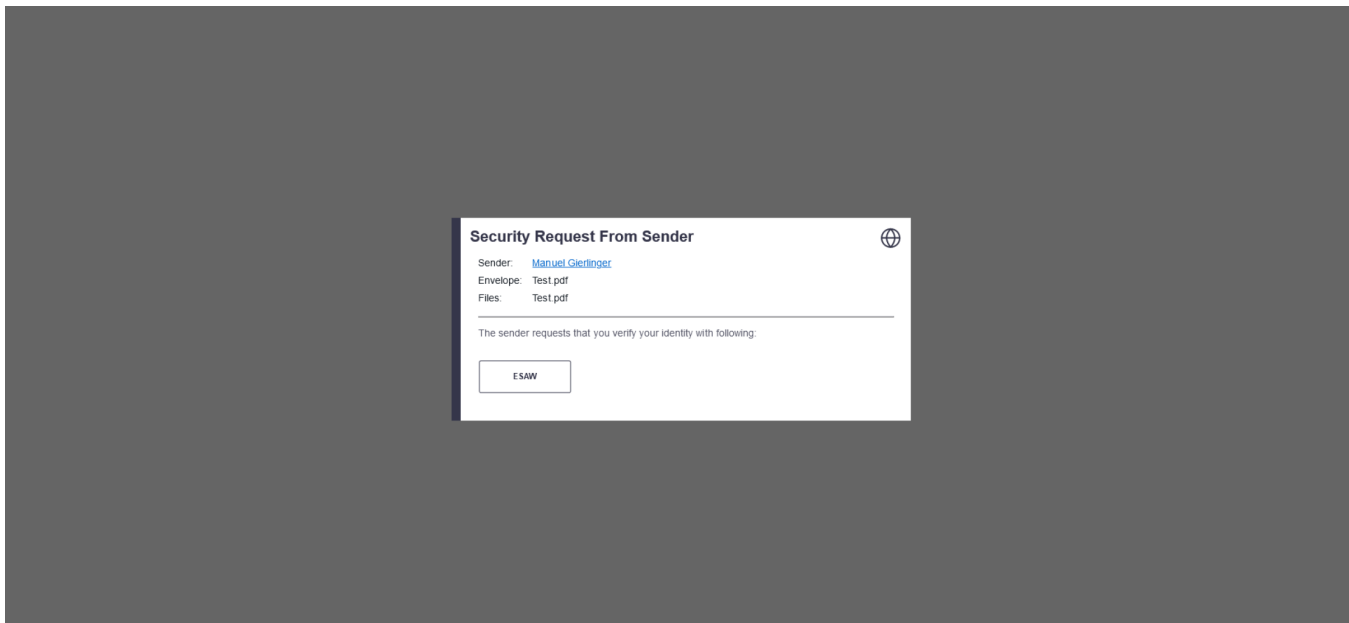 Security Request From Sender
Sender: Manuel Gierlinger
Envelope: Test.pdf
Files: Test.pdf
The sender requests that you verify your identity with following:
ESAW